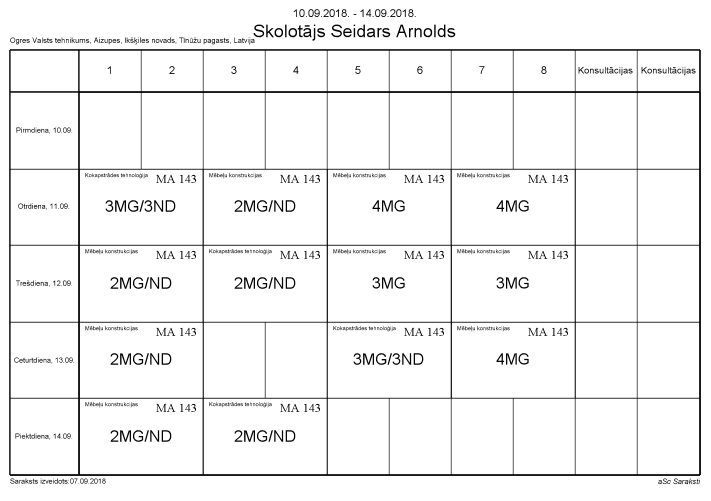 10.09.2018. - 14.09.2018.
Skolotājs Seidars Arnolds
Ogres Valsts tehnikums, Aizupes, Ikšķiles novads, Tīnūžu pagasts, Latvija
1 2 3 4 5 6 7 8 Konsultācijas Konsultācijas
Pirmdiena, 10.09.
Kokapstrādes tehnoloģija MA 143 Mēbeļu konstrukcijas MA 143 Mēbeļu konstrukcijas MA 143 Mēbeļu konstrukcijas MA 143
Otrdiena, 11.09. 3MG/3ND 2MG/ND 4MG 4MG
Mēbeļu konstrukcijas MA 143 Kokapstrādes tehnoloģija MA 143 Mēbeļu konstrukcijas MA 143 Mēbeļu konstrukcijas MA 143
Trešdiena, 12.09. 2MG/ND 2MG/ND 3MG 3MG
Mēbeļu konstrukcijas MA 143 Kokapstrādes tehnoloģija MA 143 Mēbeļu konstrukcijas MA 143
Ceturtdiena, 13.09. 2MG/ND 3MG/3ND 4MG
Mēbeļu konstrukcijas MA 143 Kokapstrādes tehnoloģija MA 143
Piektdiena, 14.09. 2MG/ND 2MG/ND
Saraksts izveidots:07.09.2018 aSc Saraksti